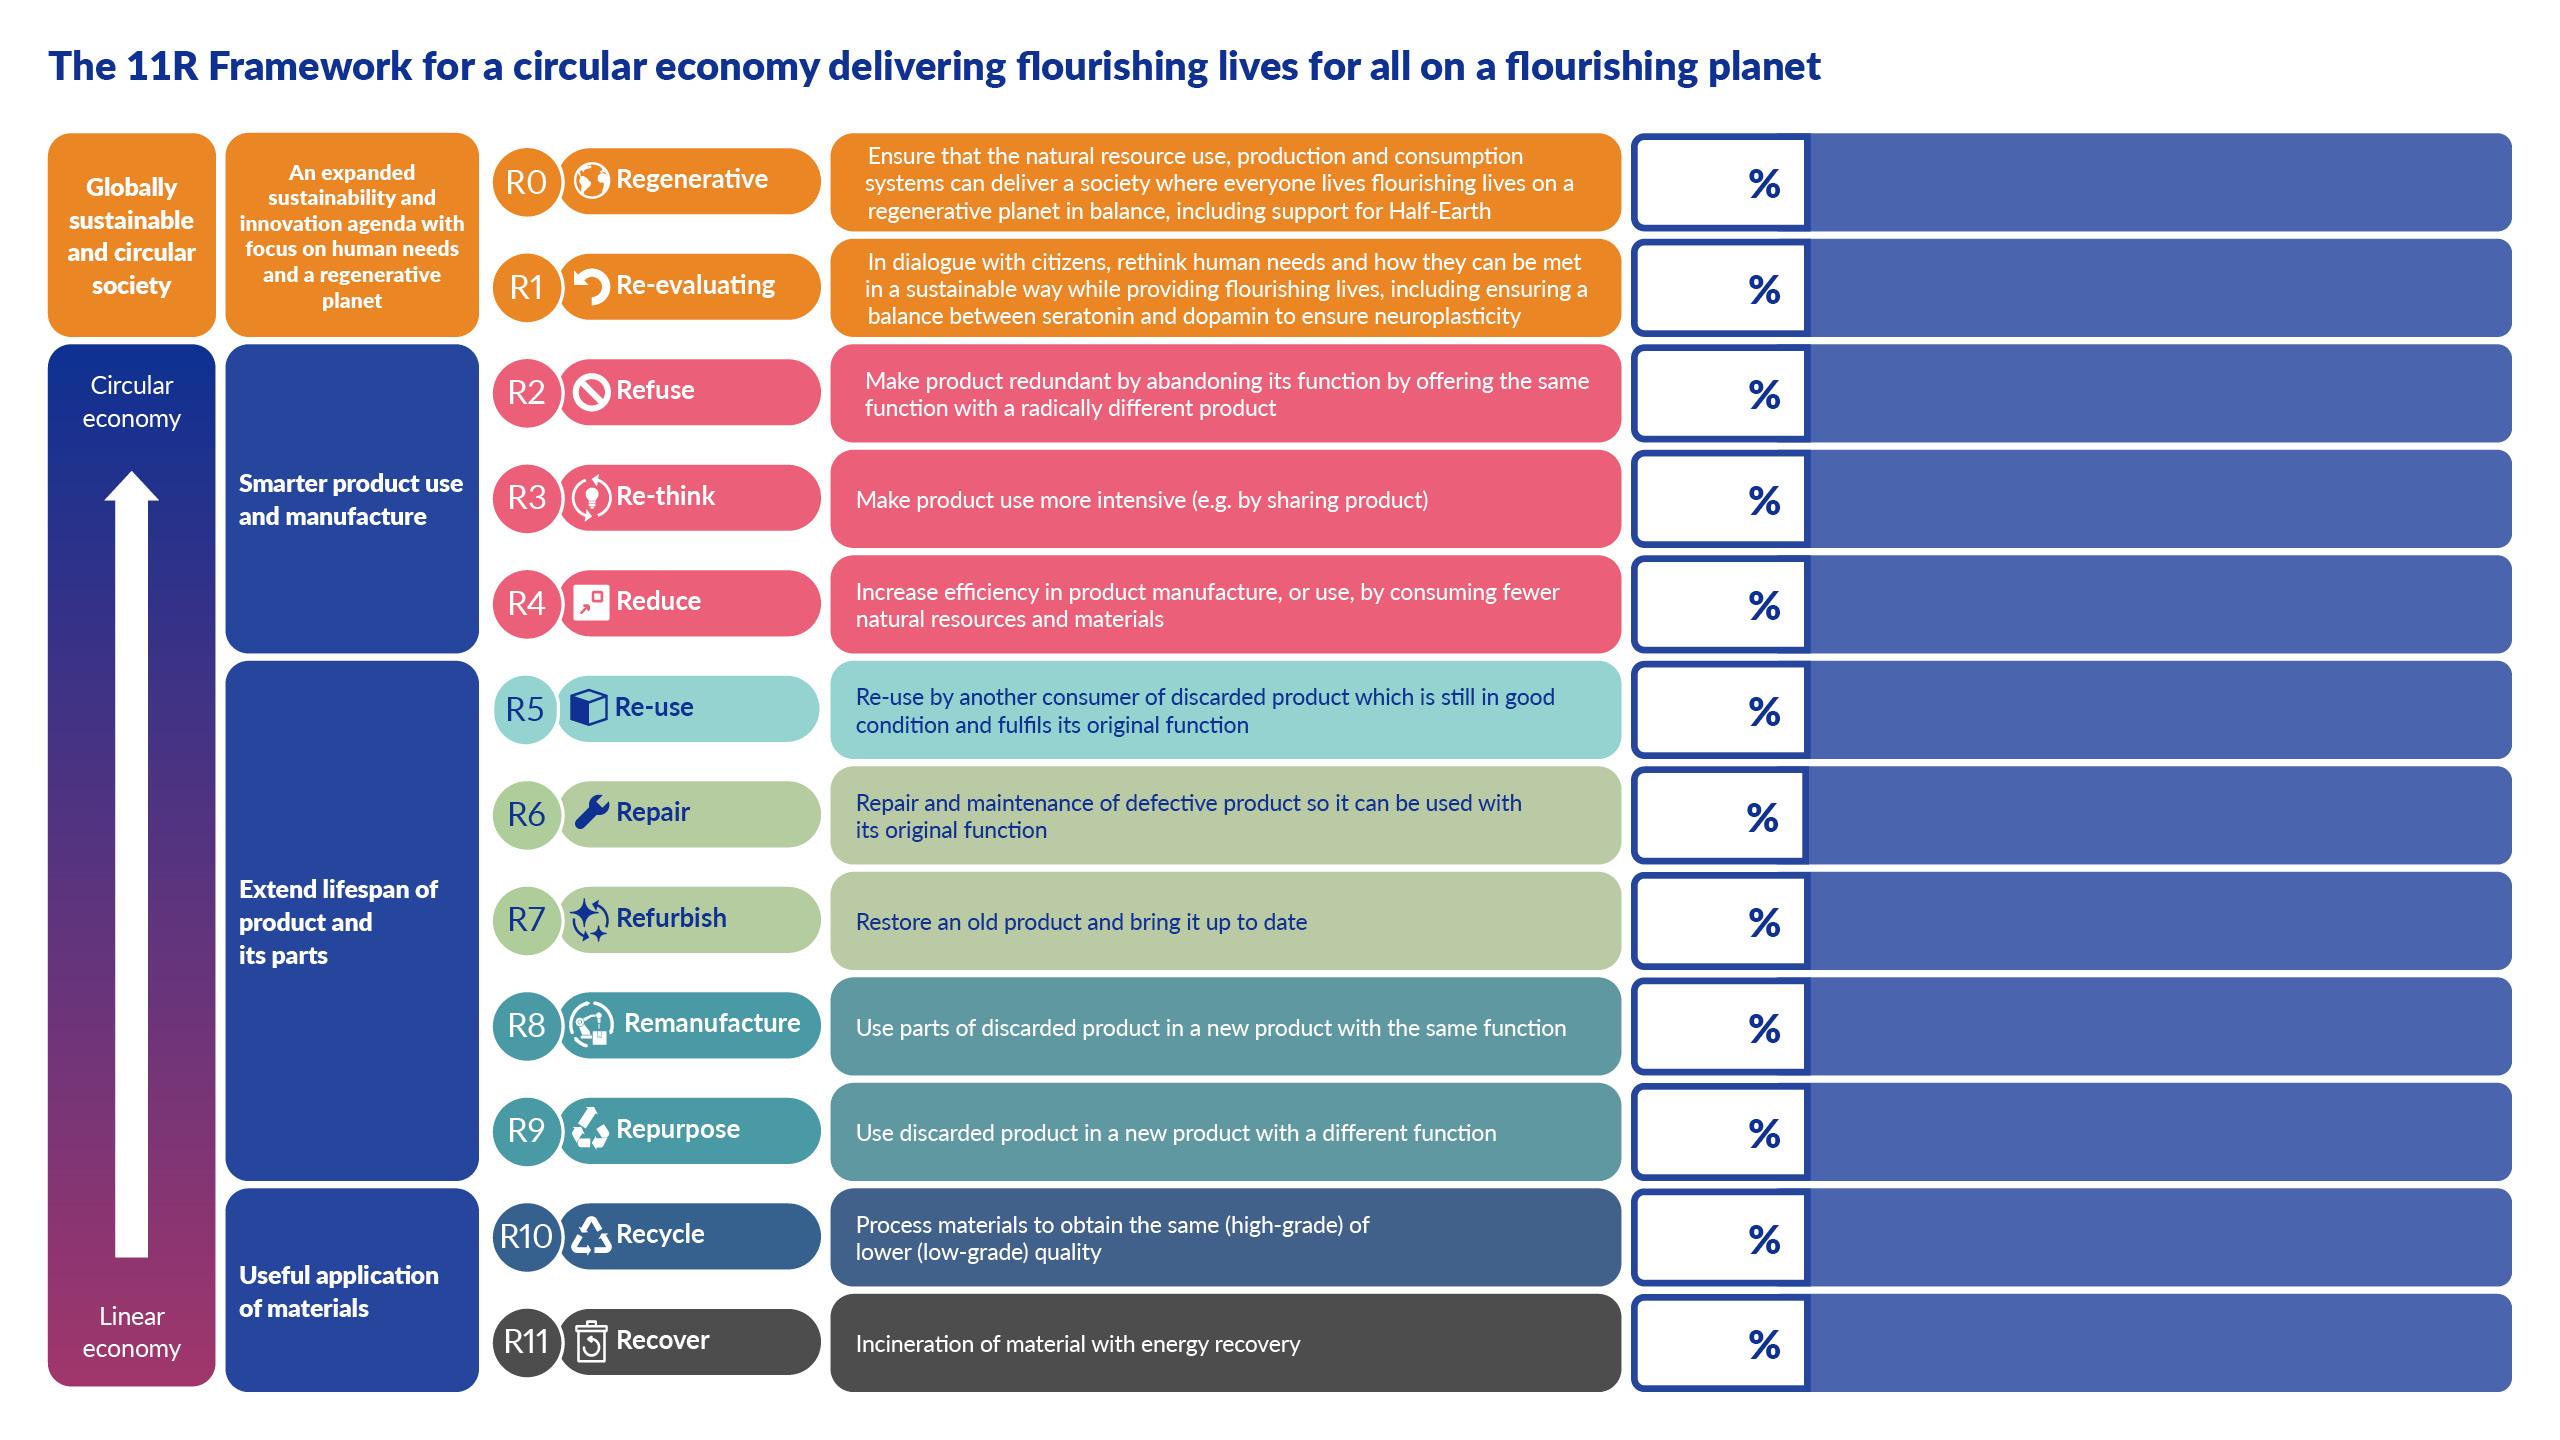 The 11R Framework for a circular economy delivering flourishing lives for all on a flourishing planet
Globally
sustainable
and circular
society
An expanded
sustainability and
innovation agenda with
focus on human needs
and a regenerative
planet
R0
Regenerative
Ensure that the natural resource use, production and consumption
systems can deliver a society where everyone lives flourishing lives on a
regenerative planet in balance, including support for Half-Earth
%
R1
Re-evaluating
In dialogue with citizens, rethink human needs and how they can be met
in a sustainable way while providing flourishing lives, including ensuring a
balance between seratonin and dopamin to ensure neuroplasticity
%
Circular
economy
Linear
economy
Smarter product use
and manufacture
R2
Refuse
Make product redundant by abandoning its function by offering the same
function with a radically different product
%
R3
Re-think
Make product use more intensive (e.g. by sharing product)
%
R4
Reduce
Increase efficiency in product manufacture, or use, by consuming fewer
natural resources and materials
%
Extend lifespan of
product and
its parts
R5
Re-use
Re-use by another consumer of discarded product which is still in good
condition and fulfils its original function
%
R6
Repair
Repair and maintenance of defective product so it can be used with
its original function
%
R7
Refurbish
Restore an old product and bring it up to date
%
R8
Remanufacture
Use parts of discarded product in a new product with the same function
%
R9
Repurpose
Use discarded product in a new product with a different function
%
Useful application
of materials
R10
Recycle
Process materials to obtain the same (high-grade) of
lower (low-grade) quality
%
R11
Recover
Incineration of material with energy recovery
%